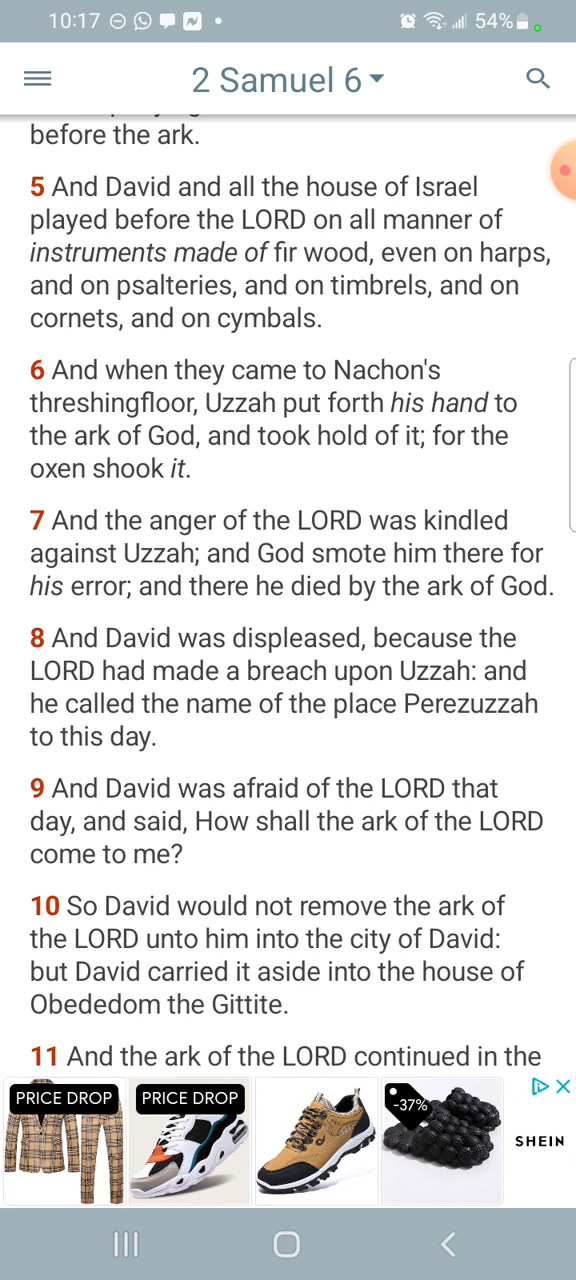 10:17
54%
2 Samuel 6
before the ark.
5 And David and all the house of Israel
played before the LORD on all manner of
instruments made of fir wood, even on harps,
and on psalteries, and on timbrels, and on
cornets, and on cymbals.
6 And when they came to Nachon's
threshingfloor, Uzzah put forth his hand to
the ark of God, and took hold of it; for the
oxen shook it.
7 And the anger of the LORD was kindled
against Uzzah; and God smote him there for
his error; and there he died by the ark of God.
8 And David was displeased, because the
LORD had made a breach upon Uzzah: and
he called the name of the place Perezuzzah
to this day.
9 And David was afraid of the LORD that
day, and said, How shall the ark of the LORD
come to me?
10 So David would not remove the ark of
the LORD unto him into the city of David:
but David carried it aside into the house of
Obededom the Gittite.
11 And the ark of the LORD continued in the
PRICE DROP
PRICE DROP
-37%
SHEIN